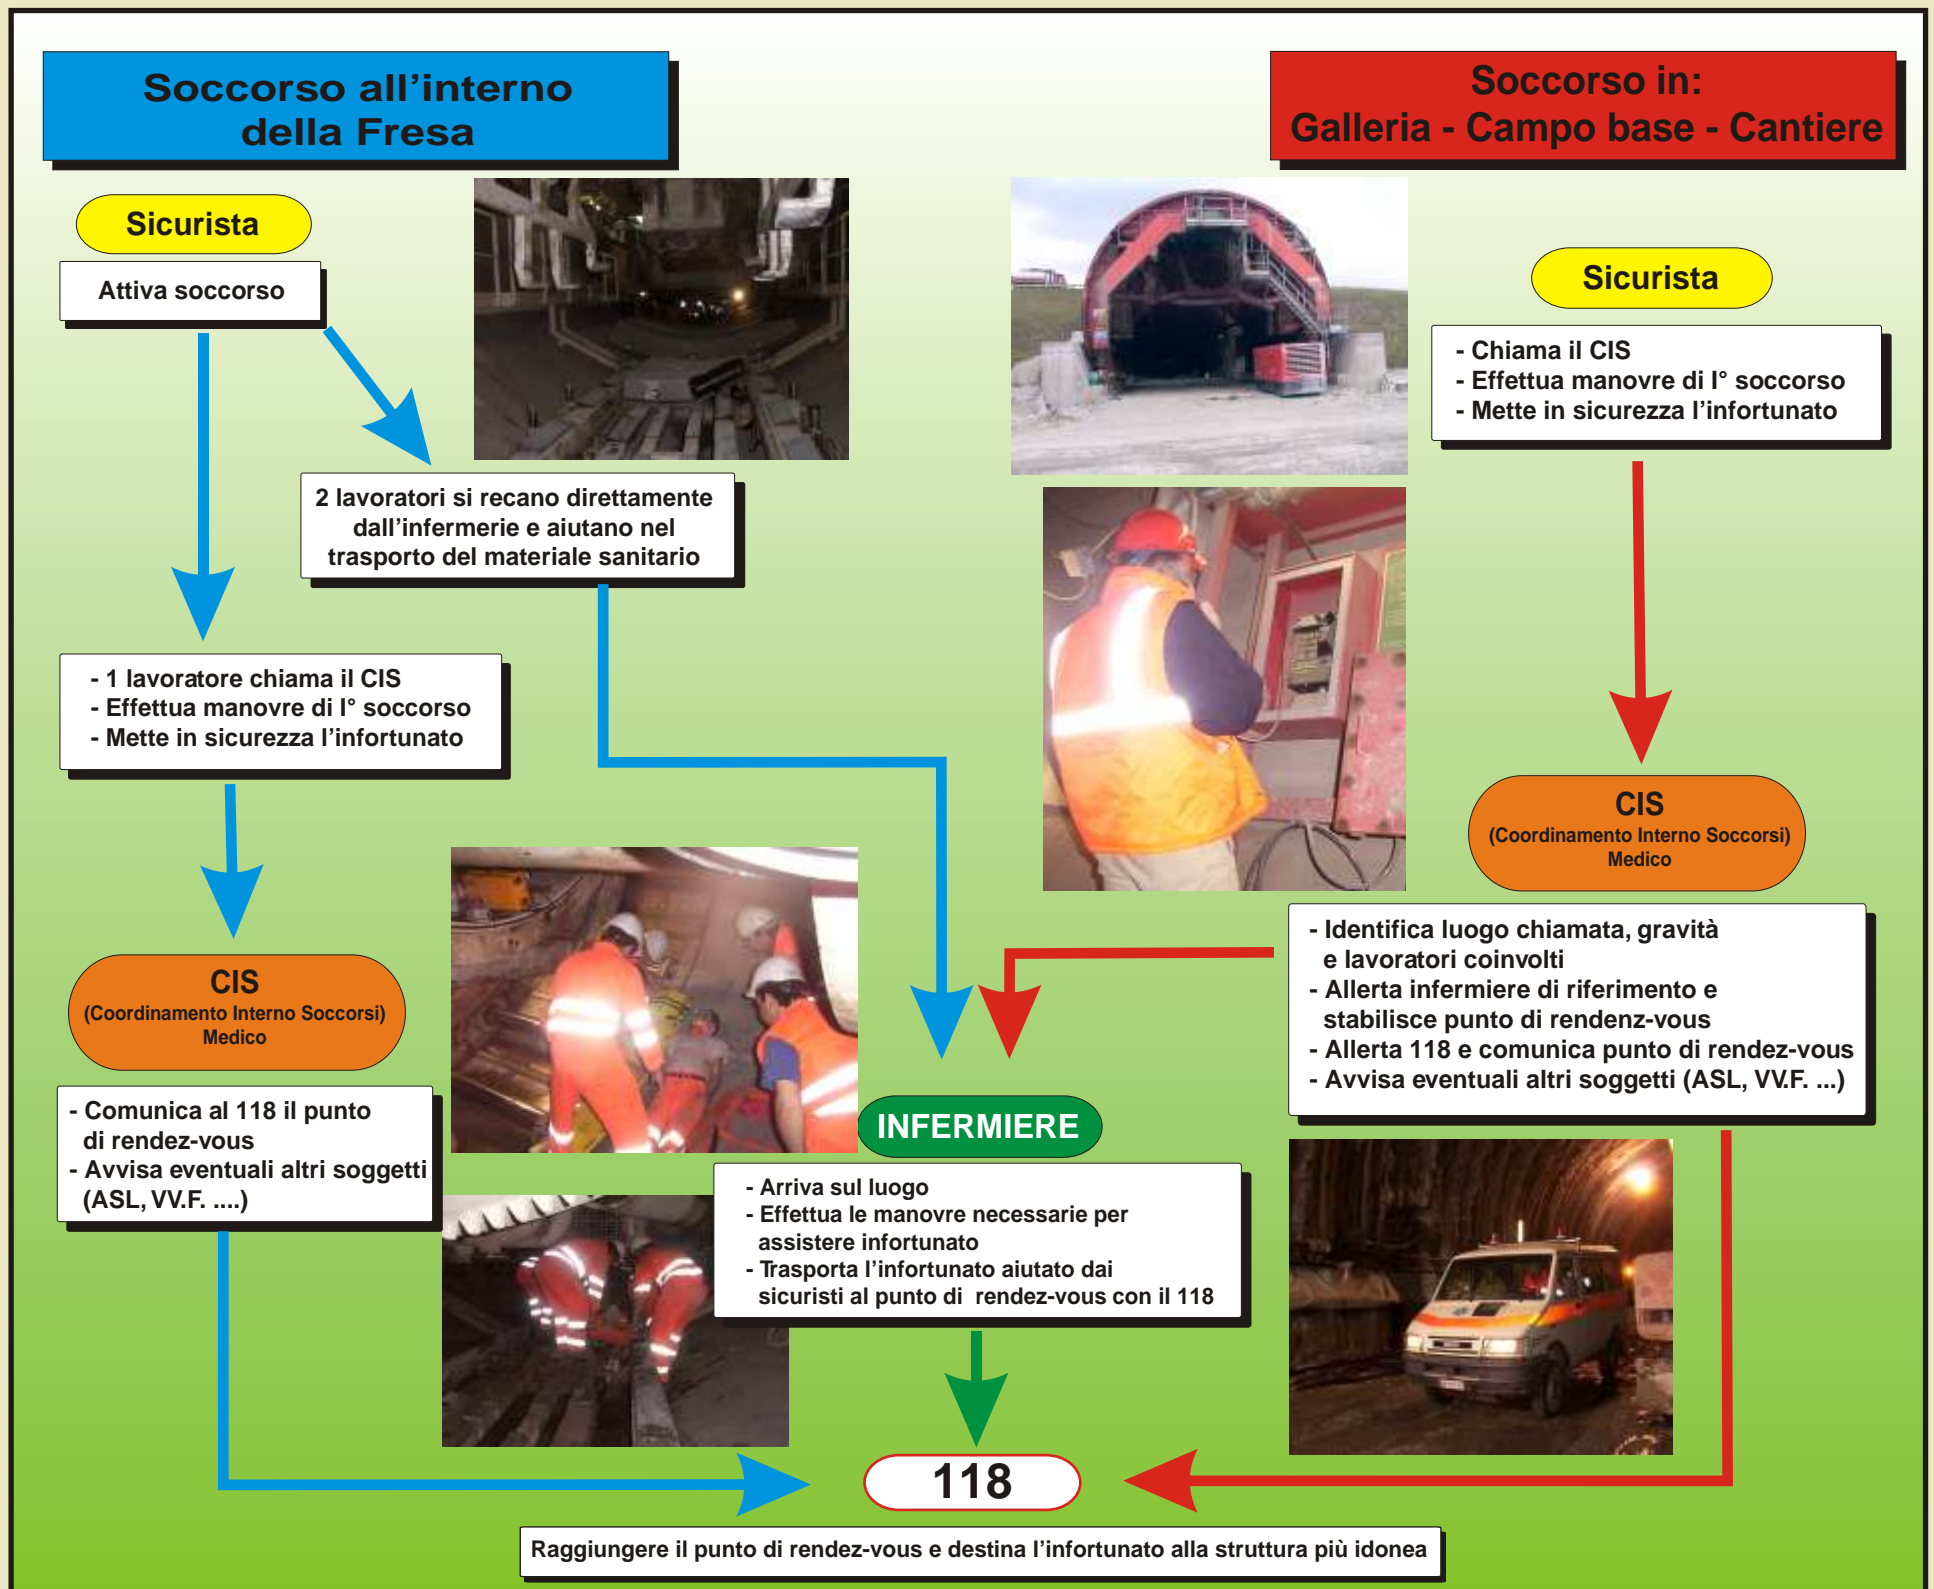 Soccorso all'interno
della Fresa
Sicurista
Attiva soccorso
2 lavoratori si recano direttamente
dall'infermerie e aiutano nel
trasporto del materiale sanitario
- 1 lavoratore chiama il CIS
- Effettua manovre di I° soccorso
- Mette in sicurezza l'infortunato
CIS
(Coordinamento Interno Soccorsi)
Medico
- Comunica al 118 il punto
di rendez-vous
- Avvisa eventuali altri soggetti
(ASL, VV.F. ....)
Soccorso in:
Galleria - Campo base - Cantiere
Sicurista
- Chiama il CIS
- Effettua manovre di I° soccorso
- Mette in sicurezza l'infortunato
CIS
(Coordinamento Interno Soccorsi)
Medico
- Identifica luogo chiamata, gravità
e lavoratori coinvolti
- Allerta infermiere di riferimento e
stabilisce punto di rendenz-vous
- Allerta 118 e comunica punto di rendez-vous
- Avvisa eventuali altri soggetti (ASL, VV.F. ...)
INFERMIERE
- Arriva sul luogo
- Effettua le manovre necessarie per
assistere infortunato
- Trasporta l'infortunato aiutato dai
sicuristi al punto di rendez-vous con il 118
118
Raggiungere il punto di rendez-vous e destina l'infortunato alla struttura più idonea